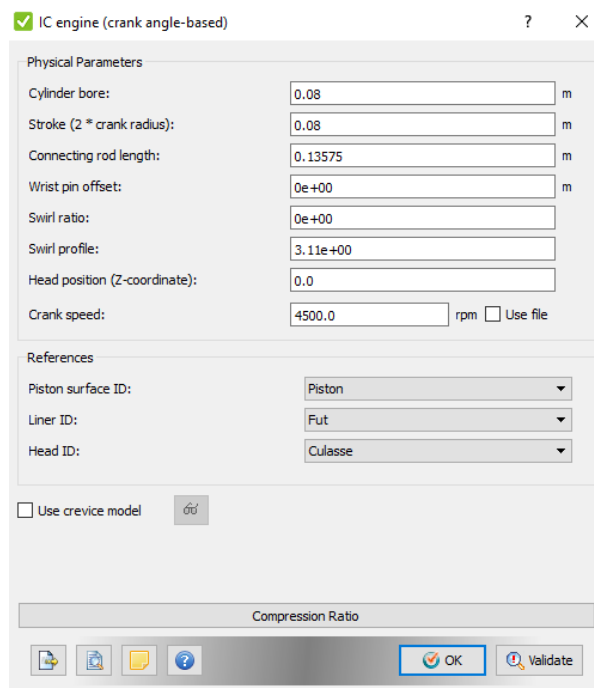 IC engine (crank angle-based) ? ×
Physical Parameters
Cylinder bore: 0.08 m
Stroke (2 * crank radius): 0.08 m
Connecting rod length: 0.13575 m
Wrist pin offset: 0e+00 m
Swirl ratio: 0e+00
Swirl profile: 3.11e+00
Head position (Z-coordinate): 0.0
Crank speed: 4500.0 rpm Use file
References
Piston surface ID: Piston
Liner ID: Fut
Head ID: Culasse
Use crevice model
Compression Ratio
OK Validate